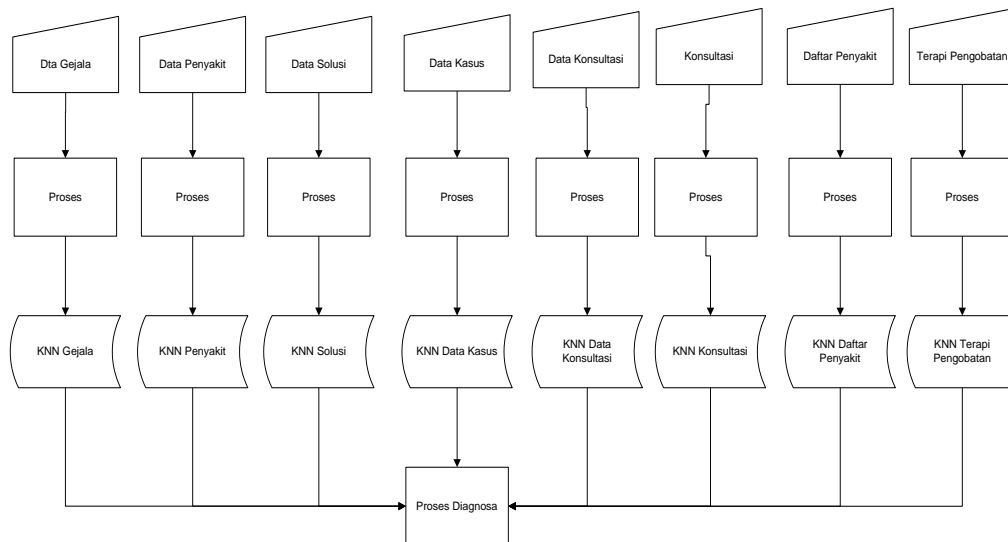 Dta Gejala
Data Penyakit
Data Solusi
Data Kasus
Data Konsultasi
Konsultasi
Daftar Penyakit
Terapi Pengobatan
Proses
Proses
Proses
Proses
Proses
Proses
Proses
Proses
KNN Gejala
KNN Penyakit
KNN Solusi
KNN Data Kasus
KNN Data
Konsultasi
KNN Konsultasi
KNN Daftar
Penyakit
KNN Terapi
Pengobatan
Proses Diagnosa